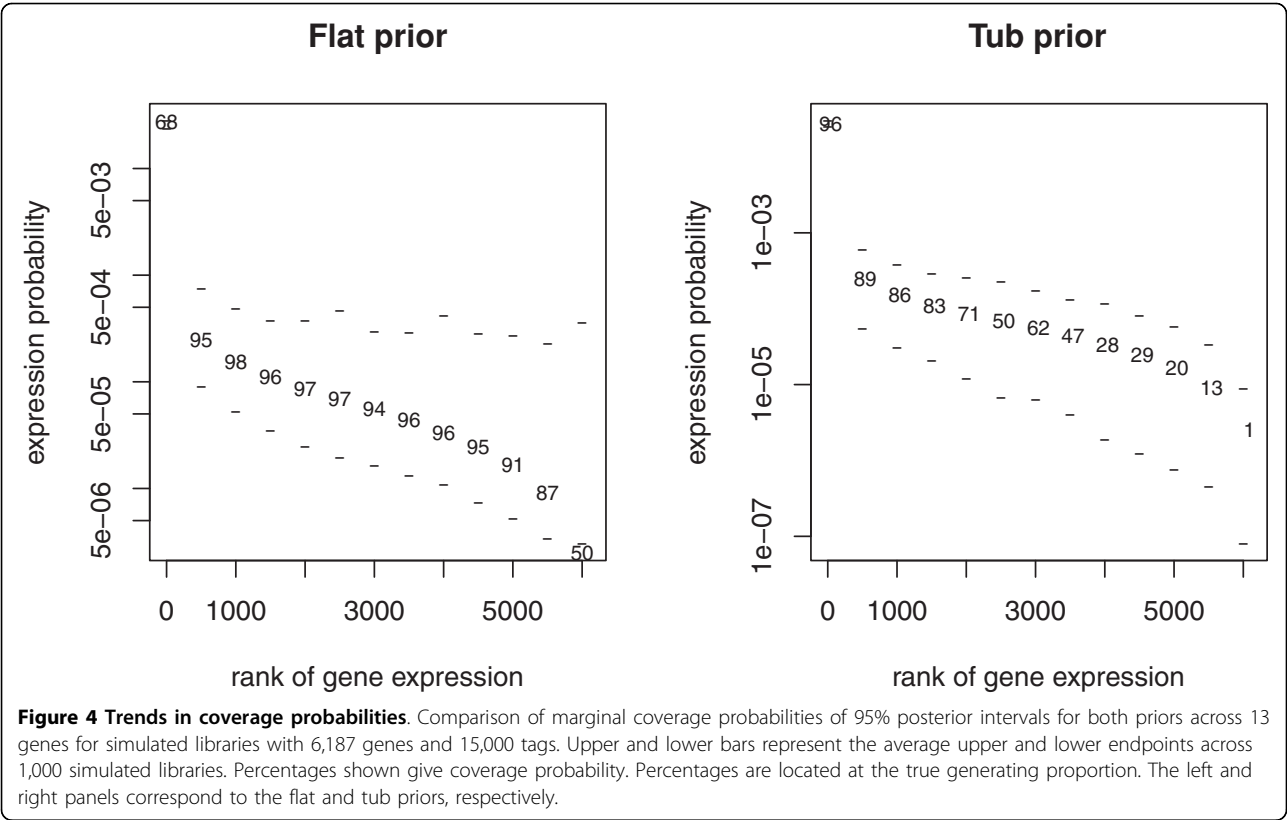 Flat prior
Tub prior
expression probability
5e−03
5e−04
5e−05
5e−06
68
95
98
96
97
97
94
96
96
95
91
87
50
0
1000
3000
5000
rank of gene expression
expression probability
1e−03
1e−05
1e−07
96
89
86
83
71
50
62
47
28
29
20
13
1
0
1000
3000
5000
rank of gene expression
Figure 4 Trends in coverage probabilities. Comparison of marginal coverage probabilities of 95% posterior intervals for both priors across 13
genes for simulated libraries with 6,187 genes and 15,000 tags. Upper and lower bars represent the average upper and lower endpoints across
1,000 simulated libraries. Percentages shown give coverage probability. Percentages are located at the true generating proportion. The left and
right panels correspond to the flat and tub priors, respectively.